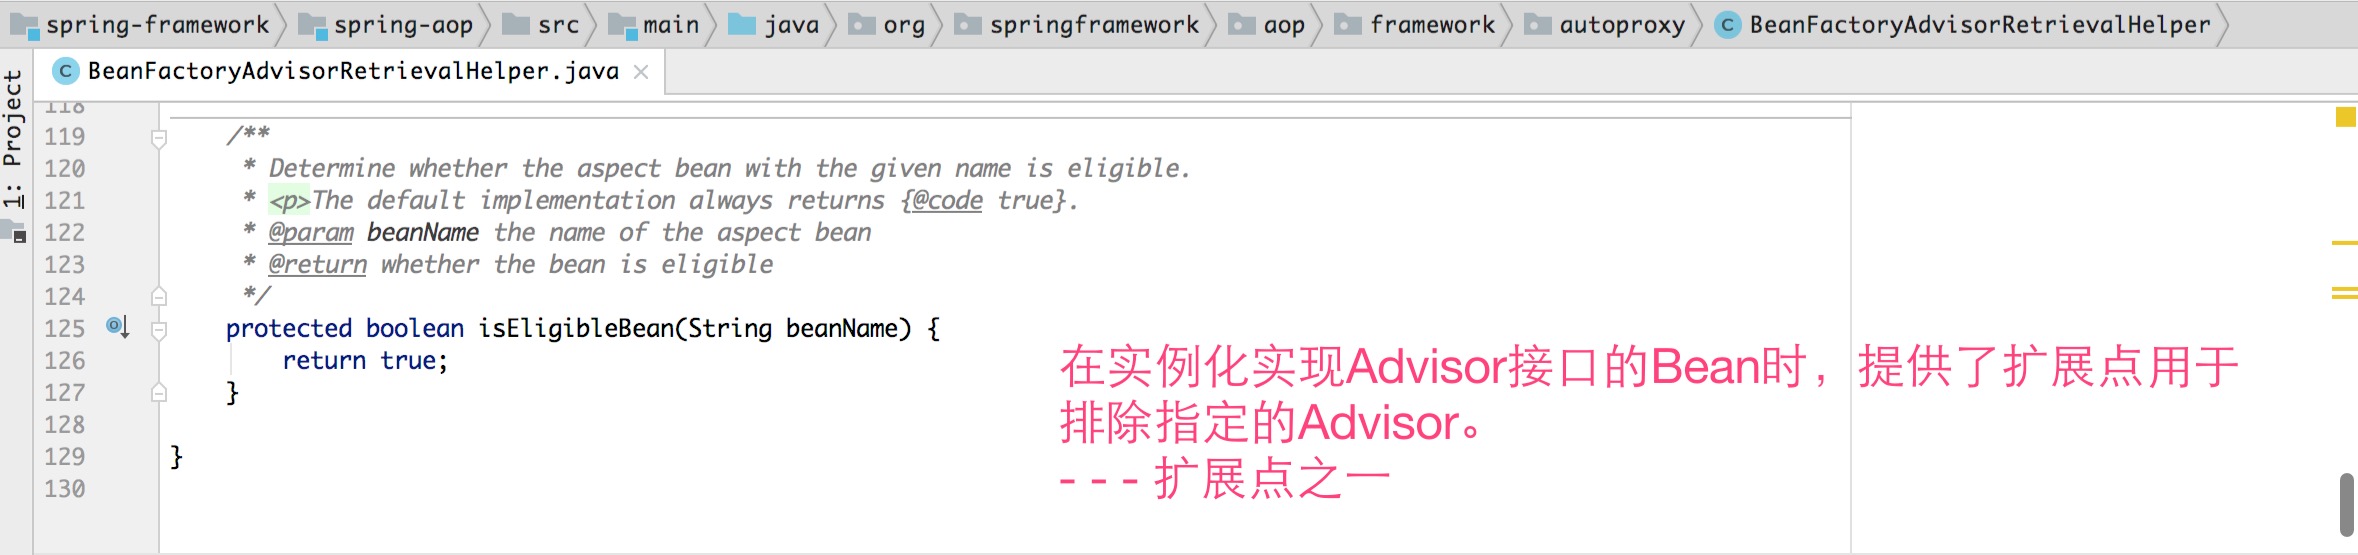 spring-framework spring-aop src main java org springframework aop framework autoproxy BeanFactoryAdvisorRetrievalHelper
BeanFactoryAdvisorRetrievalHelper.java
1: Project
118
119 /**
120 * Determine whether the aspect bean with the given name is eligible.
121 * <p>The default implementation always returns {@code true}.
122 * @param beanName the name of the aspect bean
123 * @return whether the bean is eligible
124 */
125 protected boolean isEligibleBean(String beanName) {
126 return true;
127 }
128
129 }
130
在实例化实现Advisor接口的Bean时，提供了扩展点用于
排除指定的Advisor。
- - - 扩展点之一